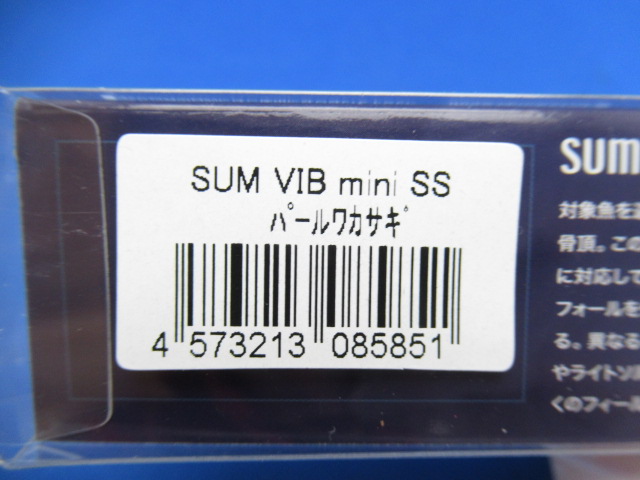 SUM VIB mini SS
ﾊﾟｰﾙﾜｶｻｷﾞ
4 573213 085851
SUM
対象魚を
骨頂。この
に対応して
フォールを
る。異なる
やライトソル
くのフィール